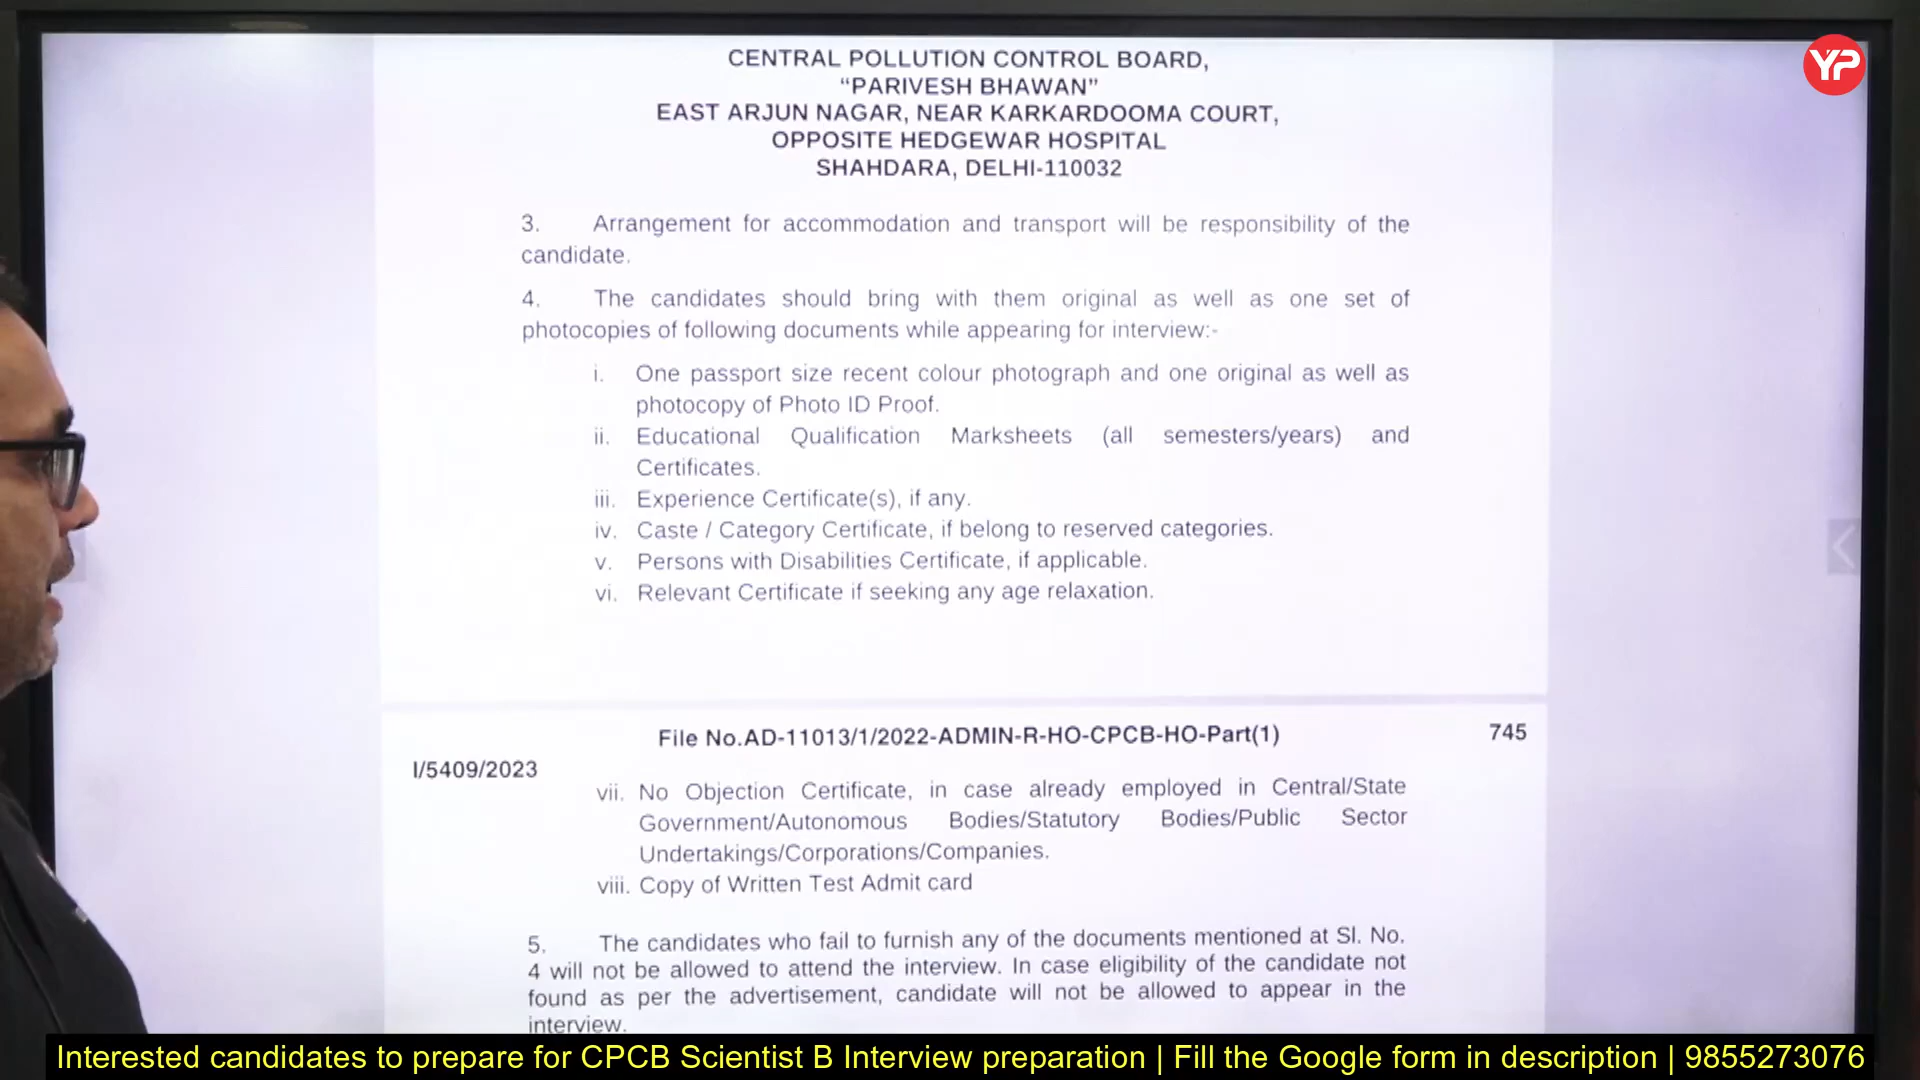 CENTRAL POLLUTION CONTROL BOARD,
“PARIVESH BHAWAN”
EAST ARJUN NAGAR, NEAR KARKARDOOMA COURT,
OPPOSITE HEDGEWAR HOSPITAL
SHAHDARA, DELHI-110032
YP
3. Arrangement for accommodation and transport will be responsibility of the
candidate.
4. The candidates should bring with them original as well as one set of
photocopies of following documents while appearing for interview:-
i. One passport size recent colour photograph and one original as well as
photocopy of Photo ID Proof.
ii. Educational Qualification Marksheets (all semesters/years) and
Certificates.
iii. Experience Certificate(s), if any.
iv. Caste / Category Certificate, if belong to reserved categories.
v. Persons with Disabilities Certificate, if applicable.
vi. Relevant Certificate if seeking any age relaxation.
File No.AD-11013/1/2022-ADMIN-R-HO-CPCB-HO-Part(1)
745
I/5409/2023
vii. No Objection Certificate, in case already employed in Central/State
Government/Autonomous Bodies/Statutory Bodies/Public Sector
Undertakings/Corporations/Companies.
viii. Copy of Written Test Admit card
5. The candidates who fail to furnish any of the documents mentioned at Sl. No.
4 will not be allowed to attend the interview. In case eligibility of the candidate not
found as per the advertisement, candidate will not be allowed to appear in the
interview.
Interested candidates to prepare for CPCB Scientist B Interview preparation | Fill the Google form in description | 9855273076